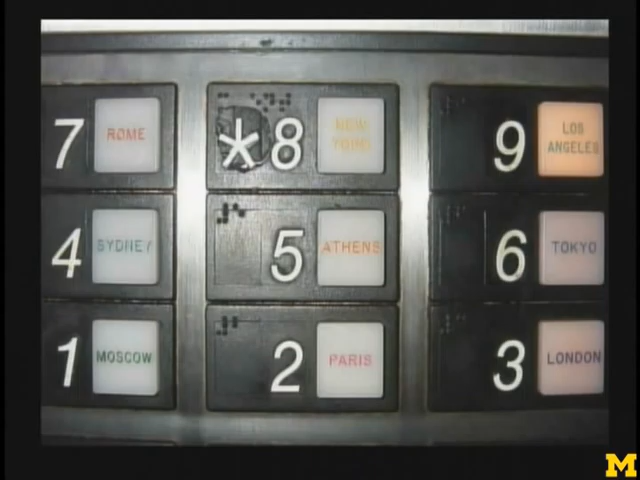 7 ROME
*8 NEW YORK
9 LOS ANGELES
4 SYDNEY
5 ATHENS
6 TOKYO
1 MOSCOW
2 PARIS
3 LONDON
M